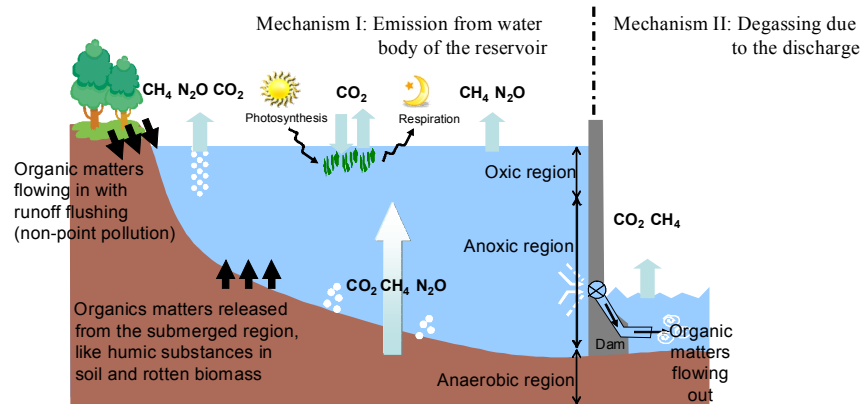 Mechanism I: Emission from water
body of the reservoir
Mechanism II: Degassing due
to the discharge
CH₄ N₂O CO₂
CO₂
CH₄ N₂O
Photosynthesis
Respiration
Organic matters
flowing in with
runoff flushing
(non-point pollution)
Oxic region
Anoxic region
CO₂ CH₄
CO₂ CH₄ N₂O
Organics matters released
from the submerged region,
like humic substances in
soil and rotten biomass
Dam
Organic
matters
flowing
out
Anaerobic region